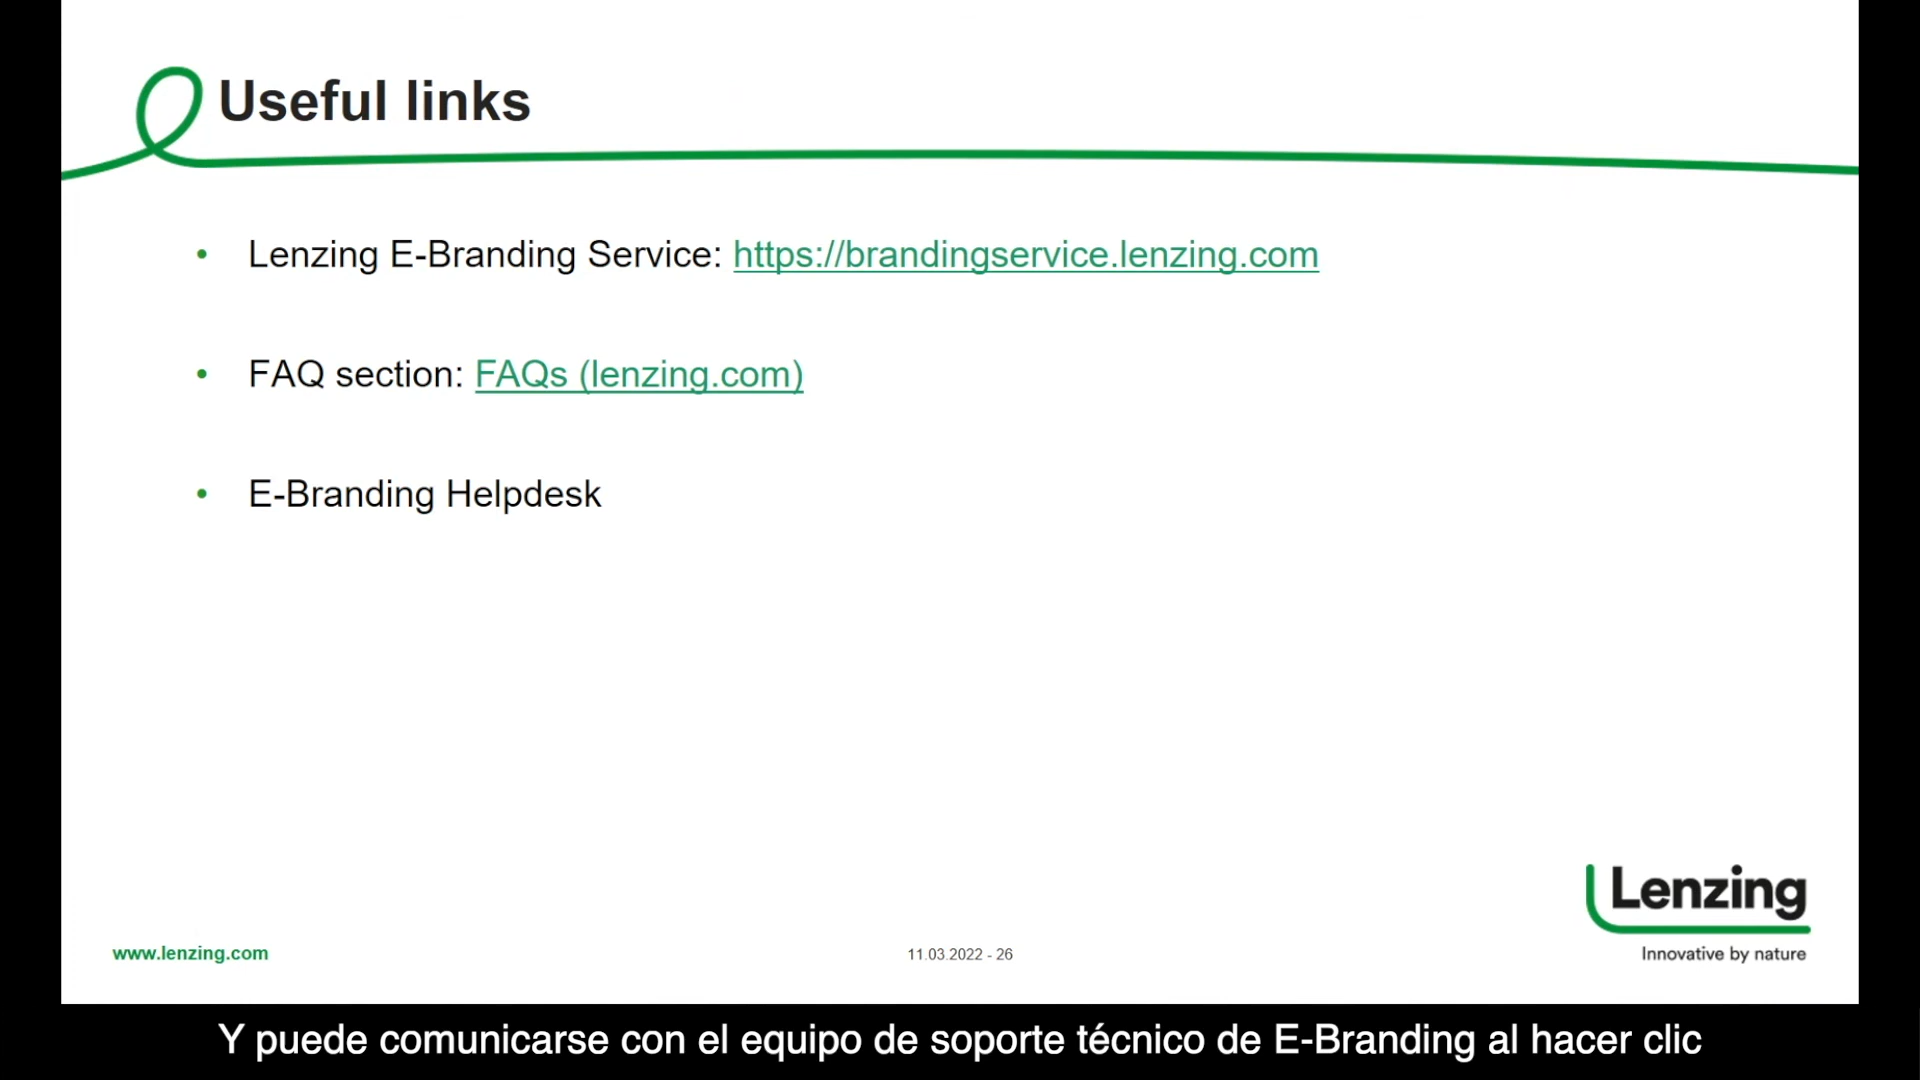 Useful links
• Lenzing E-Branding Service: https://brandingservice.lenzing.com
• FAQ section: FAQs (lenzing.com)
• E-Branding Helpdesk
Lenzing
Innovative by nature
www.lenzing.com
11.03.2022 - 26
Y puede comunicarse con el equipo de soporte técnico de E-Branding al hacer clic